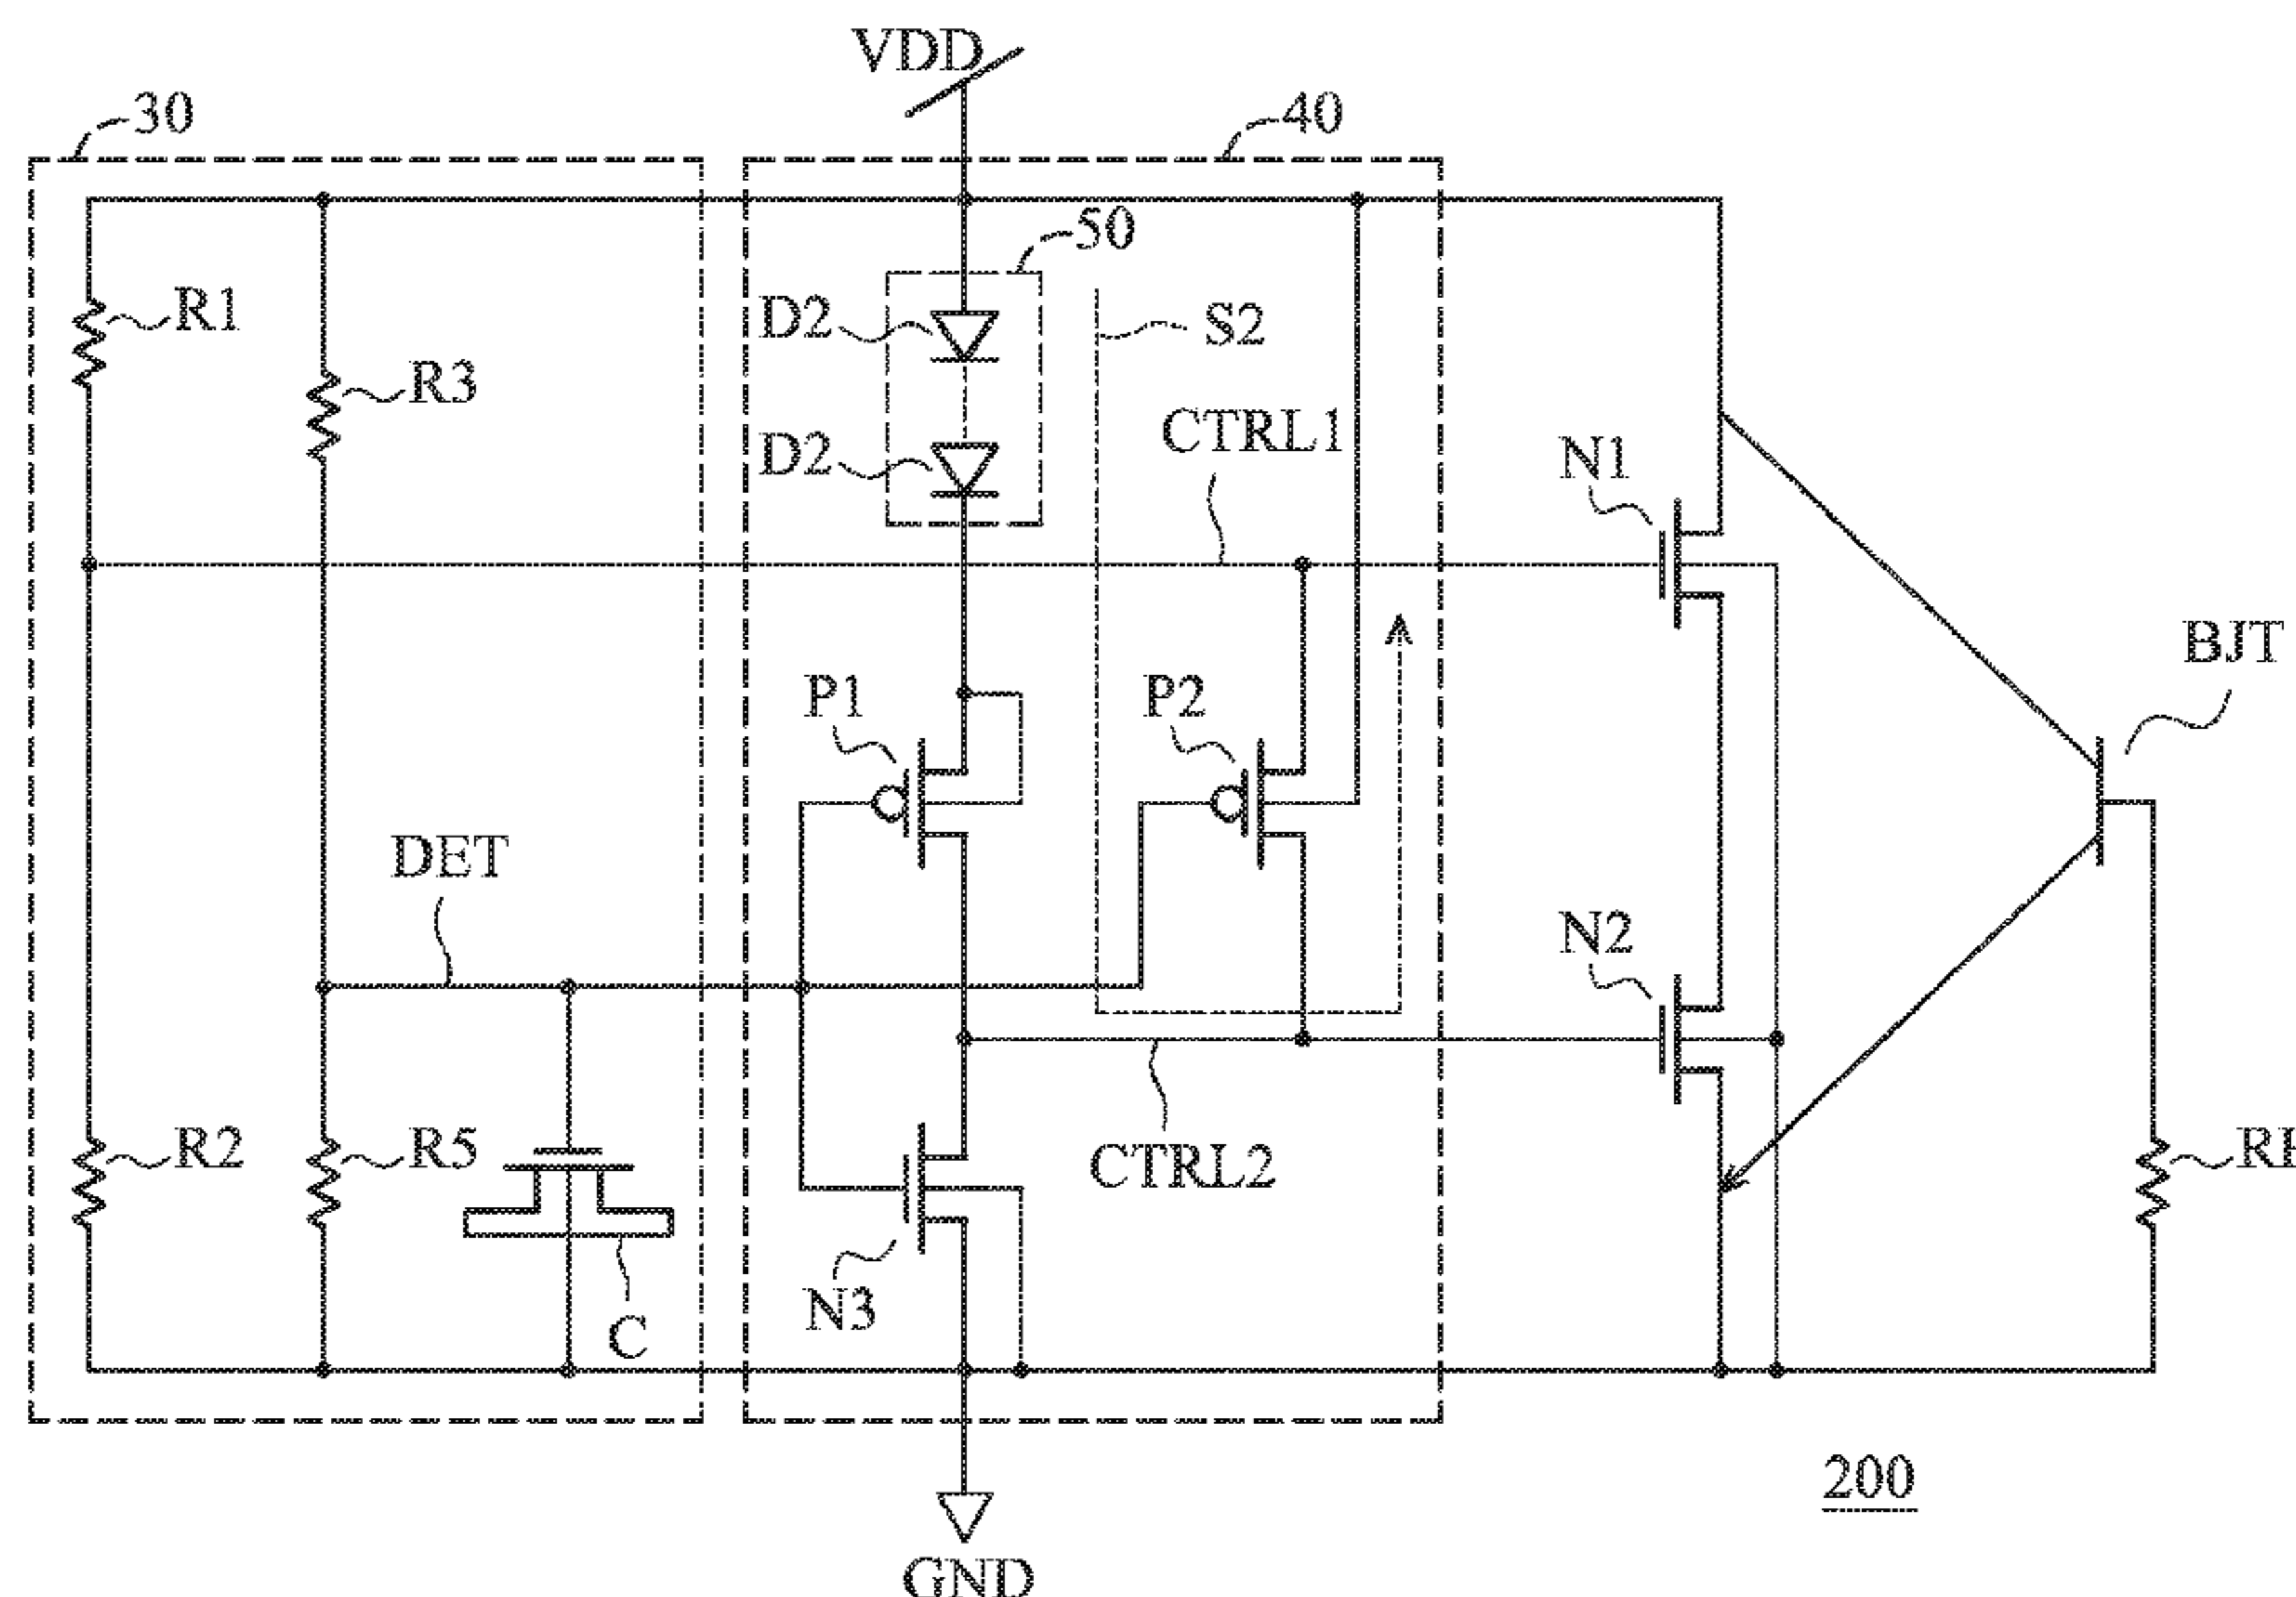 VDD
30
40
50
R1
D2
S2
R3
CTRL1
D2
N1
BJT
P1
P2
DET
N2
R2
R5
CTRL2
N3
C
200
GND